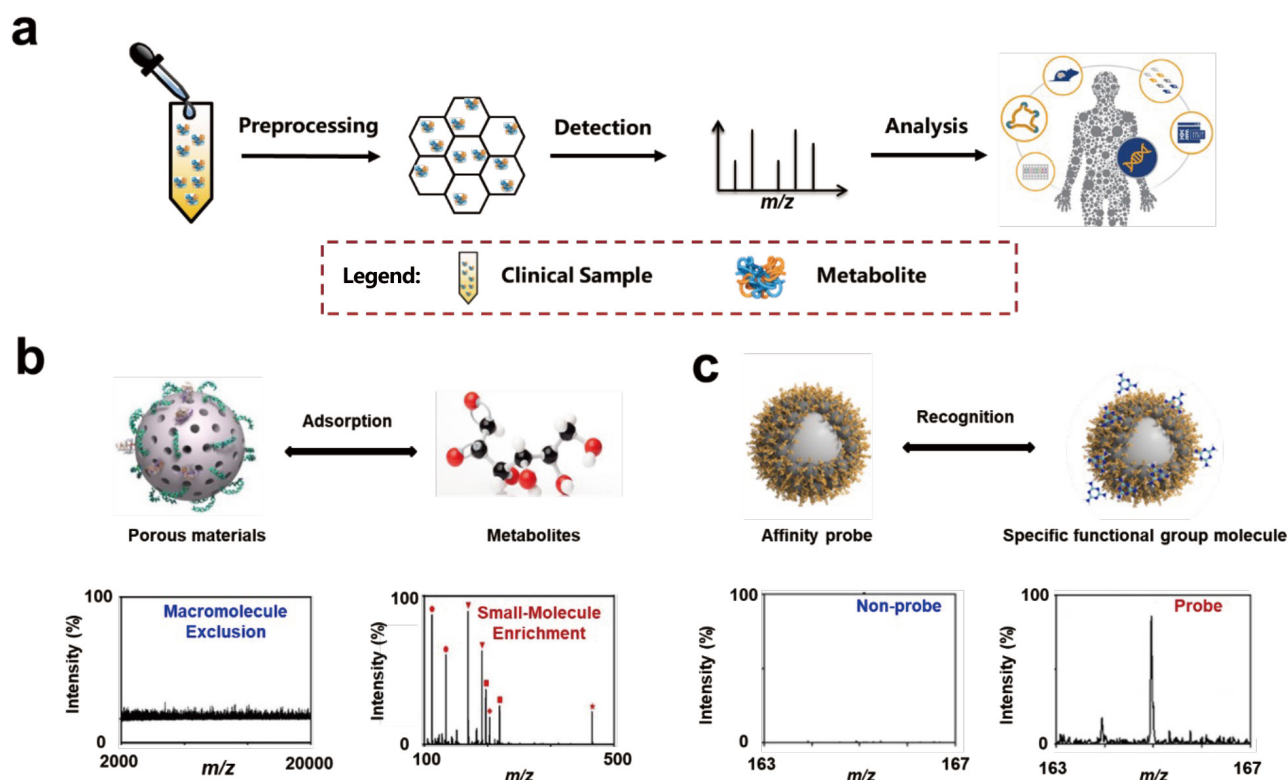 a
Preprocessing
Detection
Analysis
m/z
Legend:
Clinical Sample
Metabolite
b
Adsorption
Porous materials
Metabolites
100
Macromolecule
Exclusion
Intensity (%)
0
2000
m/z
20000
100
Small-Molecule
Enrichment
Intensity (%)
0
100
m/z
500
c
Recognition
Affinity probe
Specific functional group molecule
100
Non-probe
Intensity (%)
0
163
m/z
167
100
Probe
Intensity (%)
0
163
m/z
167